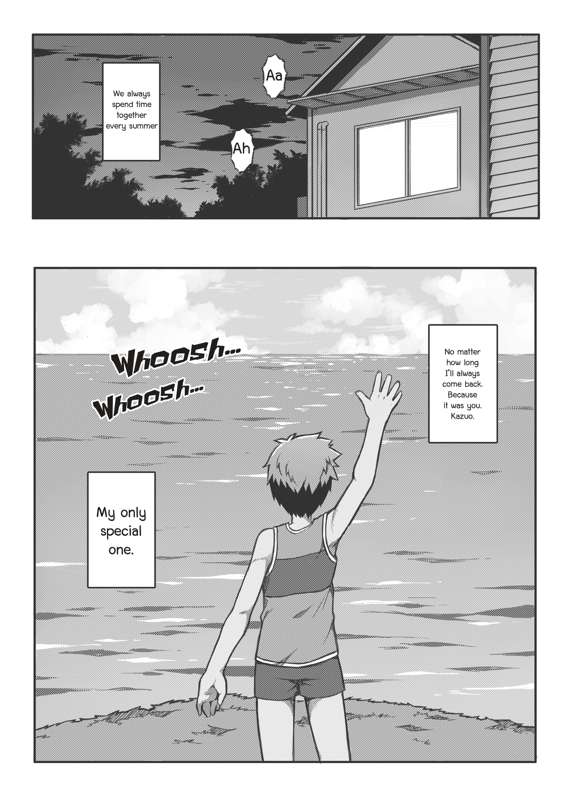 We always
spend time
together
every summer
Aa
Ah
Whoosh...
Whoosh...
No matter
how long
I'll always
come back.
Because
it was you.
Kazuo.
My only
special
one.